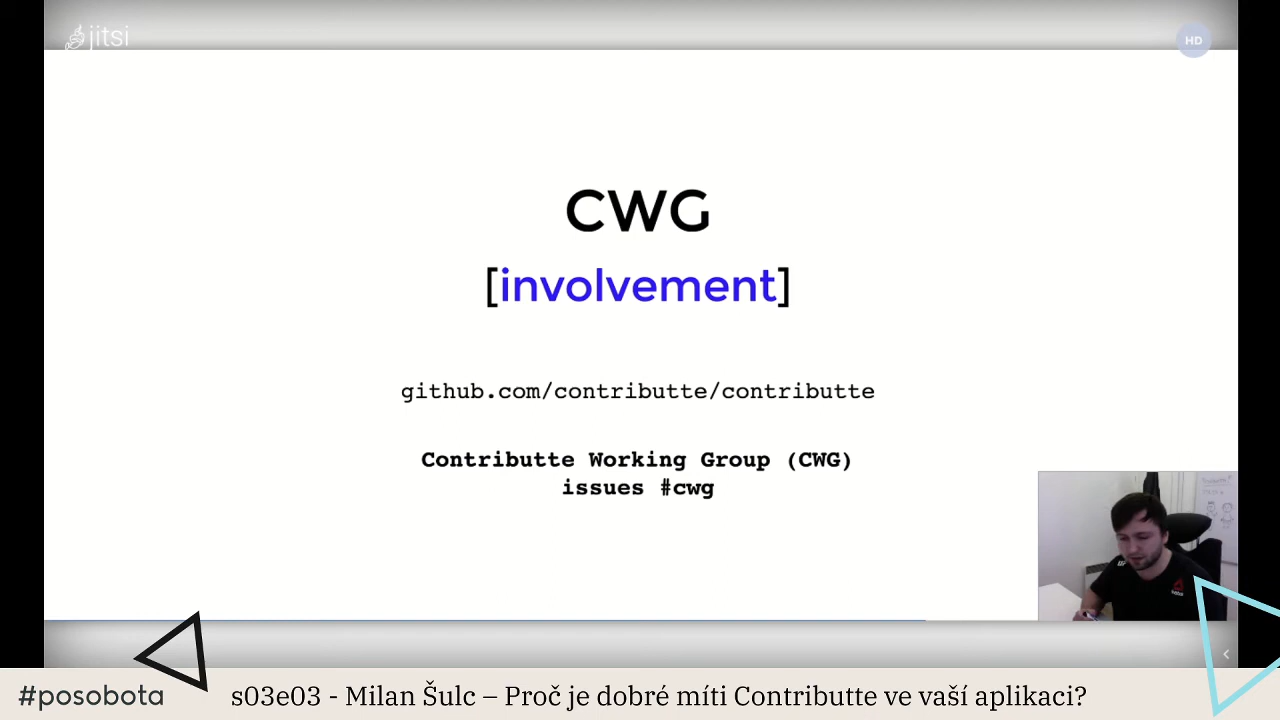 jitsi
HD
CWG
[involvement]
github.com/contributte/contributte
Contributte Working Group (CWG)
issues #cwg
#posobota
s03e03 - Milan Šulc – Proč je dobré míti Contributte ve vaší aplikaci?